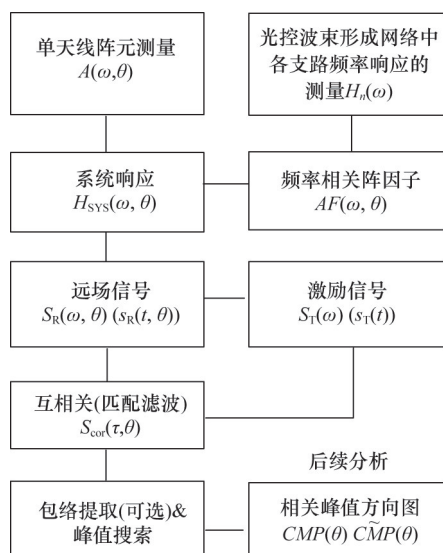 单天线阵元测量
A(ω,θ)
光控波束形成网络中
各支路频率响应的
测量Hn(ω)
系统响应
HSYS(ω, θ)
频率相关阵因子
AF(ω, θ)
远场信号
SR(ω, θ) (sR(t, θ))
激励信号
ST(ω) (sT(t))
互相关(匹配滤波)
Scor(τ,θ)
后续分析
包络提取(可选)&
峰值搜索
相关峰值方向图
CMP(θ) C͠MP(θ)